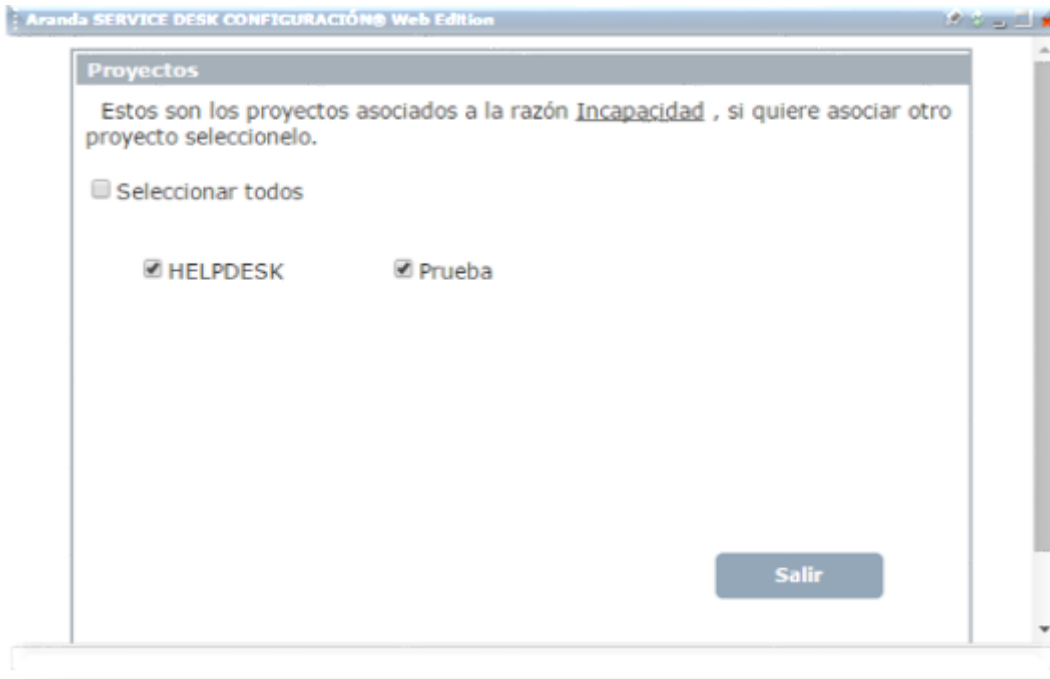 Aranda SERVICE DESK CONFIGURACIÓN® Web Edition
Proyectos
Estos son los proyectos asociados a la razón Incapacidad , si quiere asociar otro
proyecto seleccionelo.
Seleccionar todos
HELPDESK Prueba
Salir